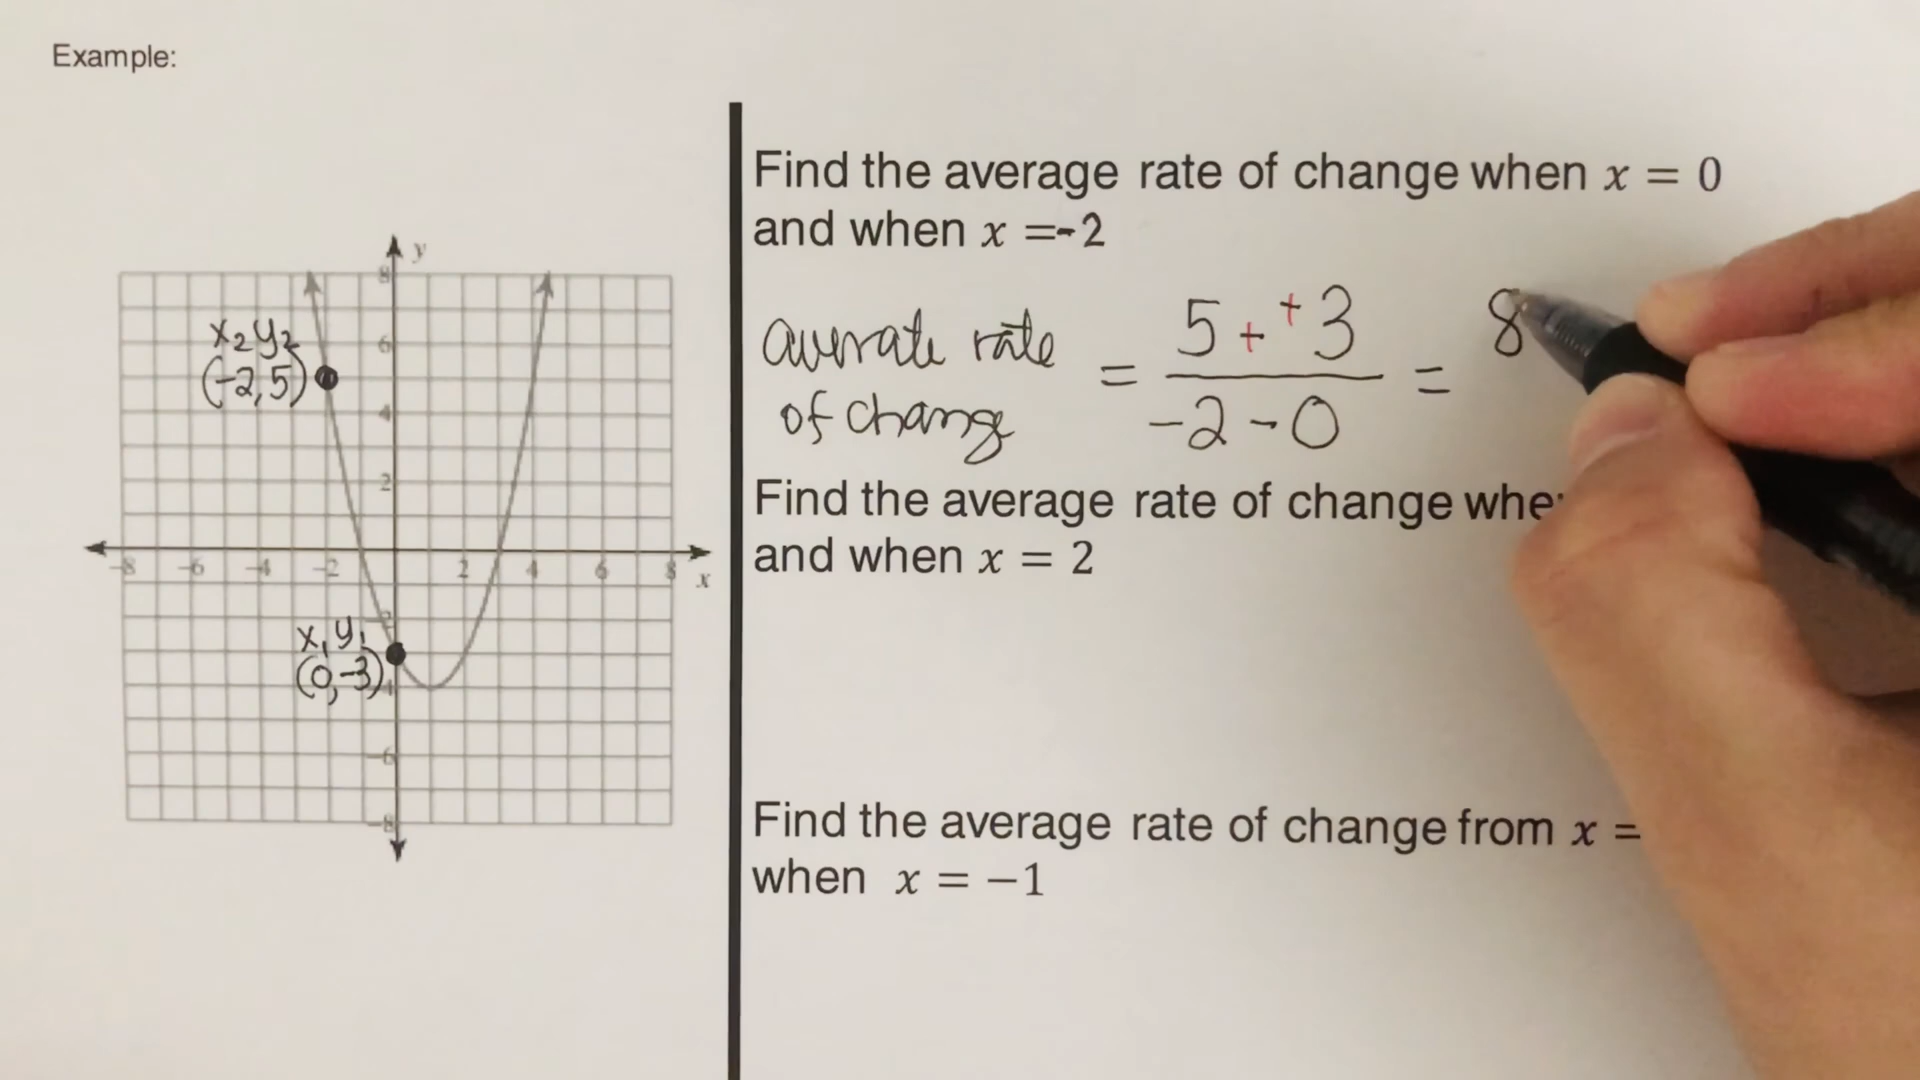 Example:
Find the average rate of change when x = 0
and when x =-2
averate rate
of change
= 5 + + 3 / -2 - 0 = 8
Find the average rate of change
and when x = 2
Find the average rate of change from x =
when x = −1
y
8
6
4
2
-8 -6 -4 -2 2 4 6 8
x
-2
-4
-6
-8
x₂ y₂
(-2,5)
x₁ y₁
(0,-3)